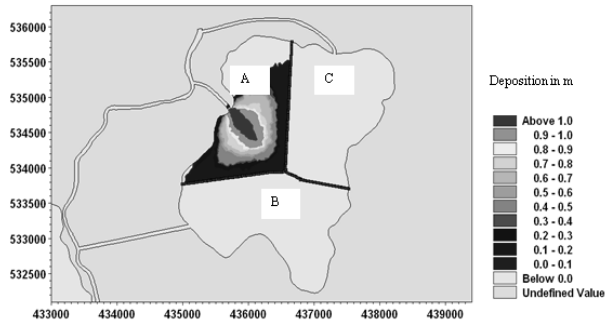 536000
535000
534500
534000
533500
533000
532500
A
C
B
433000
434000
435000
436000
437000
438000
439000
Deposition in m
Above 1.0
0.9 - 1.0
0.8 - 0.9
0.7 - 0.8
0.6 - 0.7
0.5 - 0.6
0.4 - 0.5
0.3 - 0.4
0.2 - 0.3
0.1 - 0.2
0.0 - 0.1
Below 0.0
Undefined Value